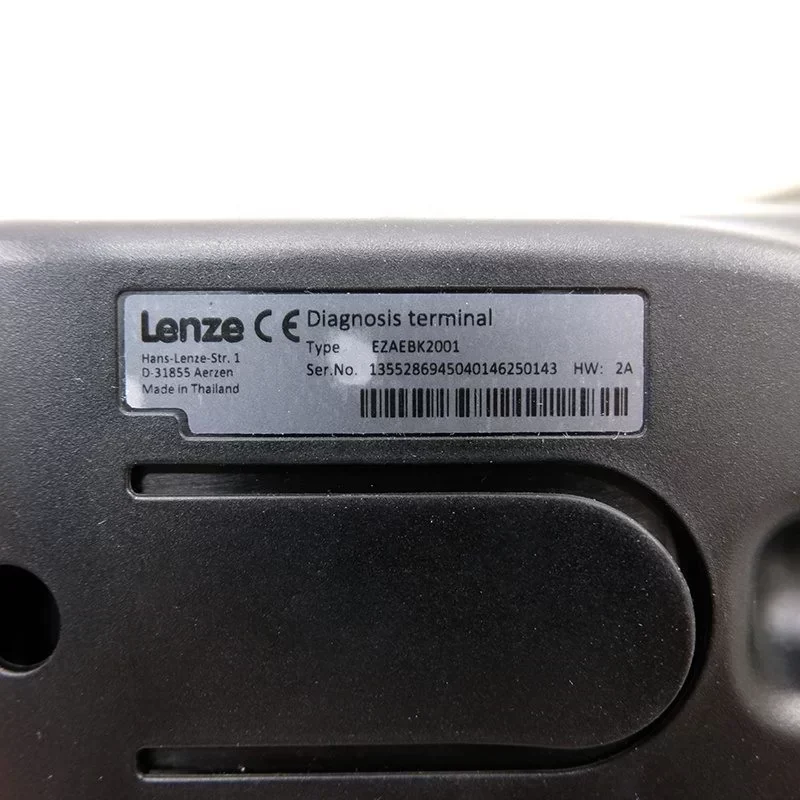 Lenze CE Diagnosis terminal
Hans-Lenze-Str. 1
D-31855 Aerzen
Made in Thailand
Type EZAEBK2001
Ser.No. 1355286945040146250143 HW: 2A